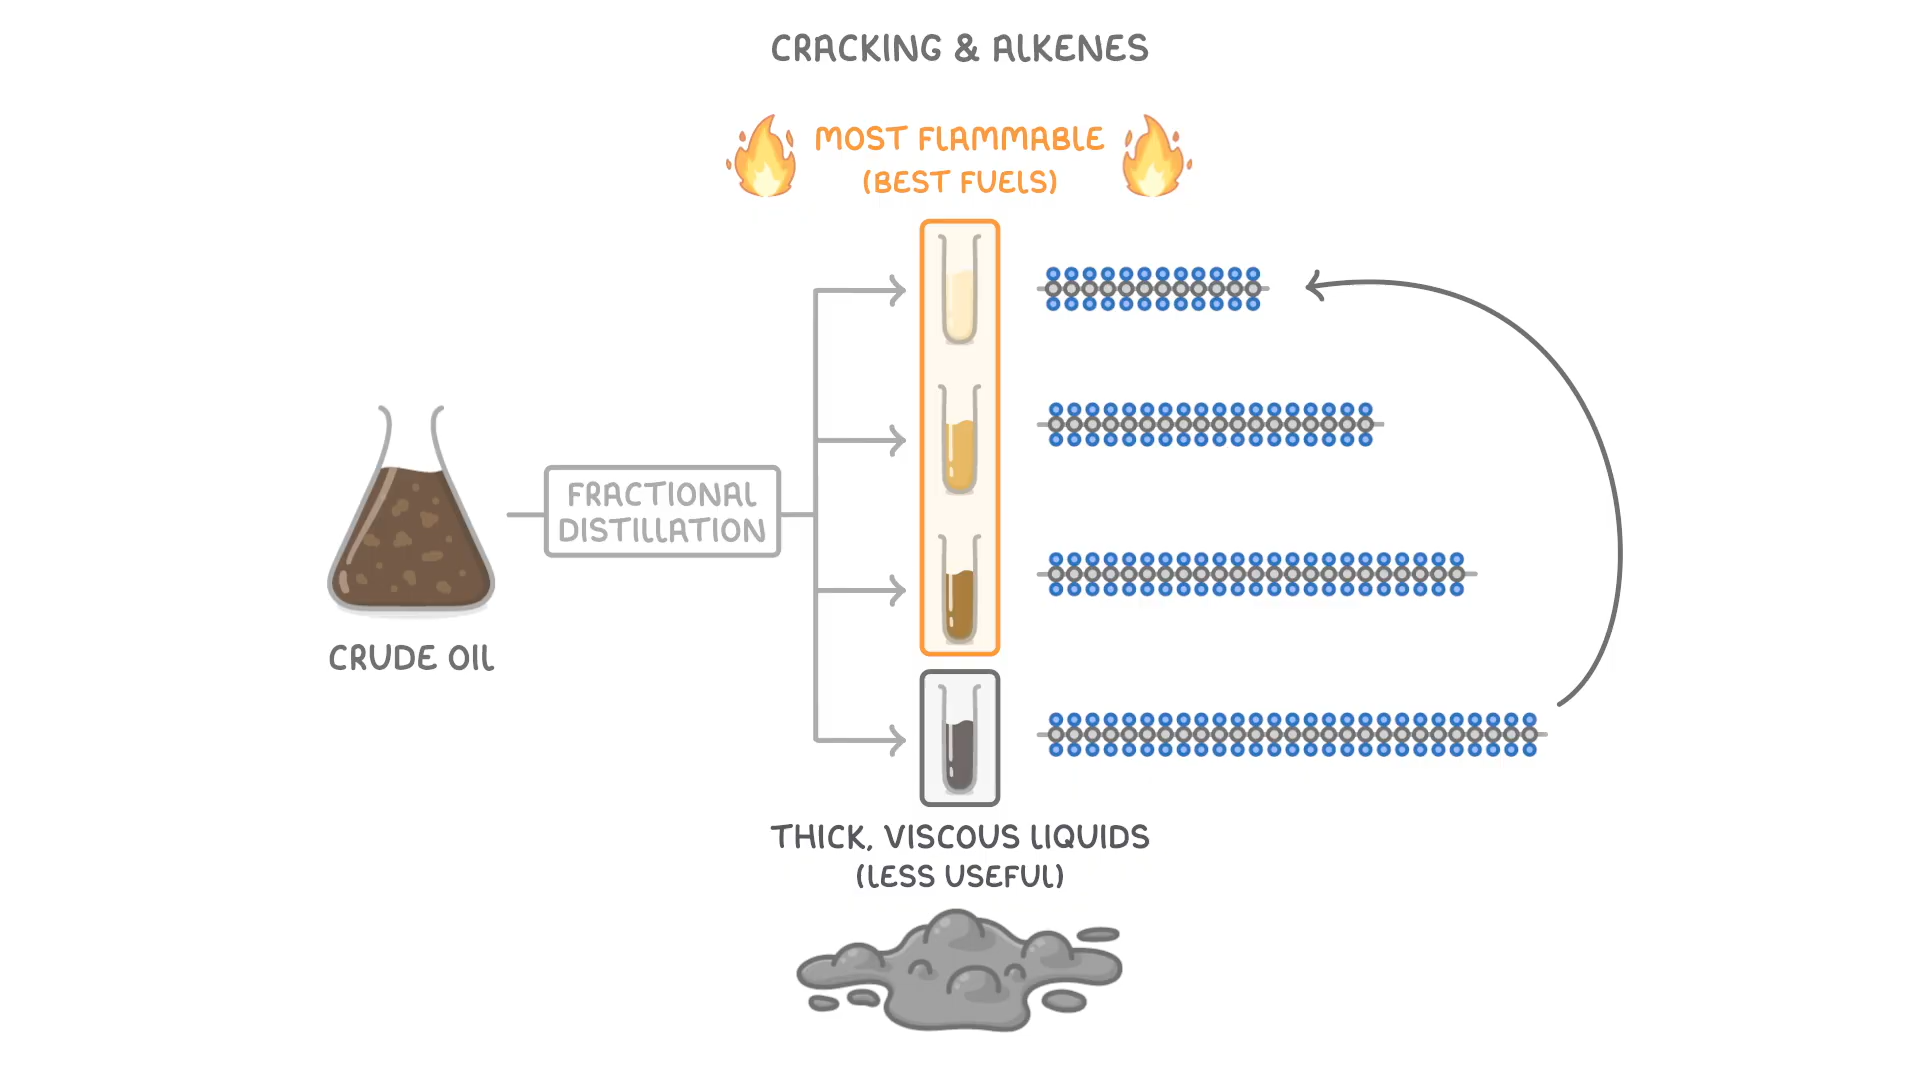 CRACKING & ALKENES
MOST FLAMMABLE
(BEST FUELS)
FRACTIONAL
DISTILLATION
CRUDE OIL
THICK, VISCOUS LIQUIDS
(LESS USEFUL)